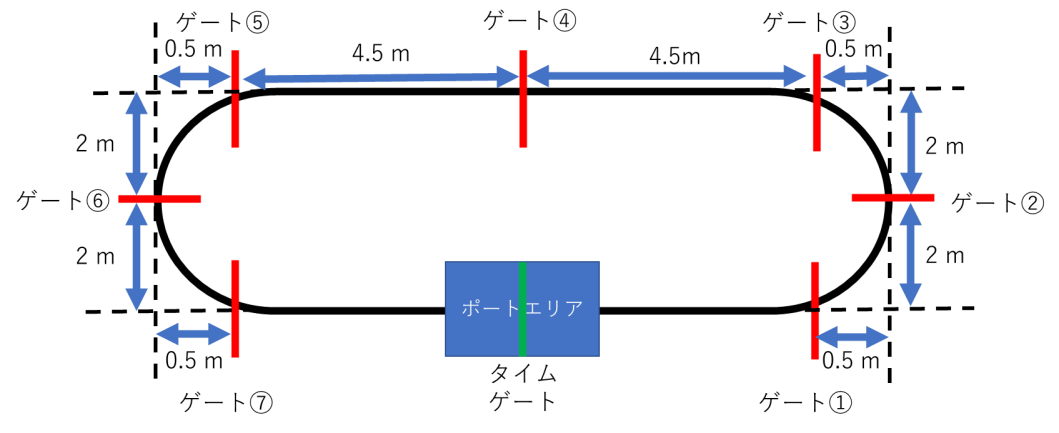 ゲート⑤
ゲート④
ゲート③
0.5 m
4.5 m
4.5m
0.5 m
2 m
2 m
ゲート⑥
ゲート②
2 m
2 m
ポートエリア
0.5 m
0.5 m
タイム
ゲート
ゲート⑦
ゲート①